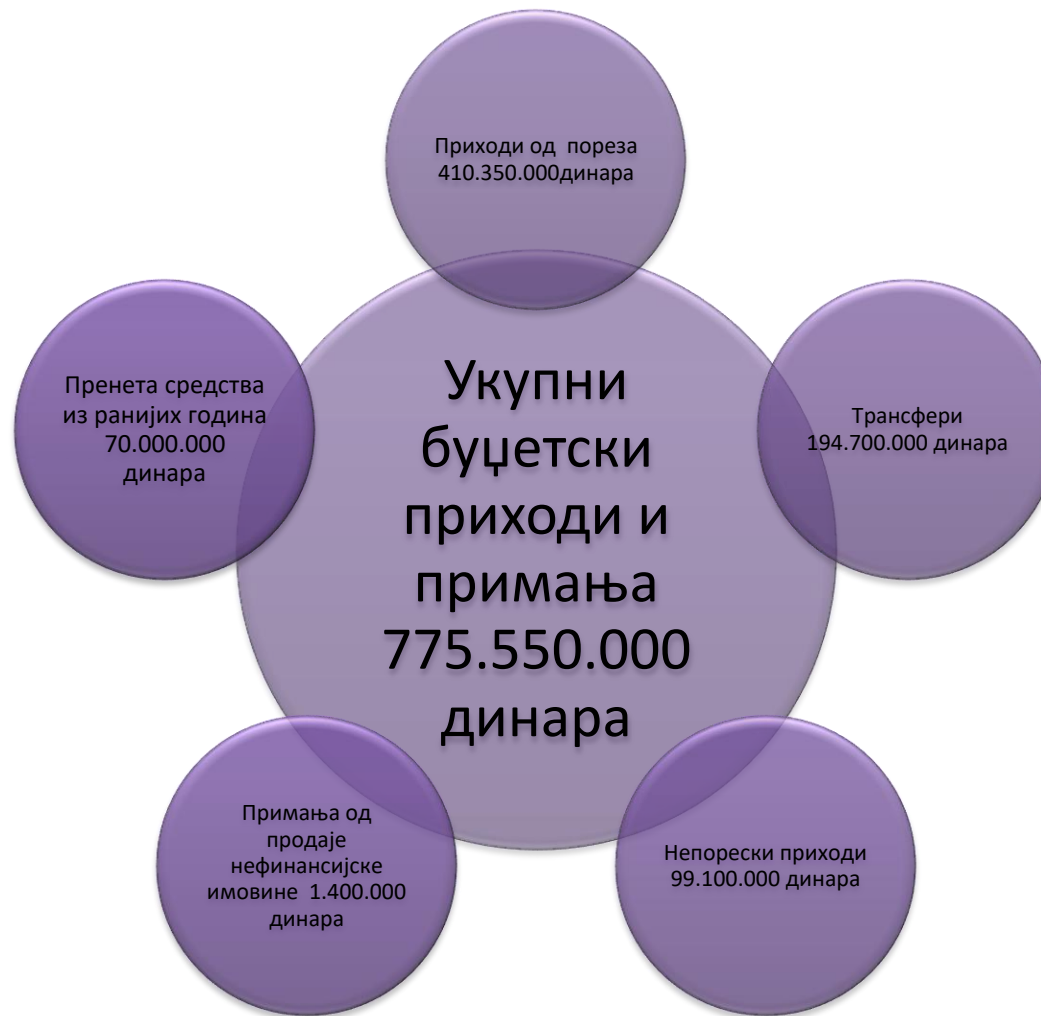 Приходи од  пореза
410.350.000динара
Трансфери
194.700.000 динара
Непорески приходи
99.100.000 динара
Примања од
продаје
нефинансијске
имовине  1.400.000
динара
Пренета средства
из ранијих година
70.000.000
динара
Укупни
буџетски
приходи и
примања
775.550.000
динара